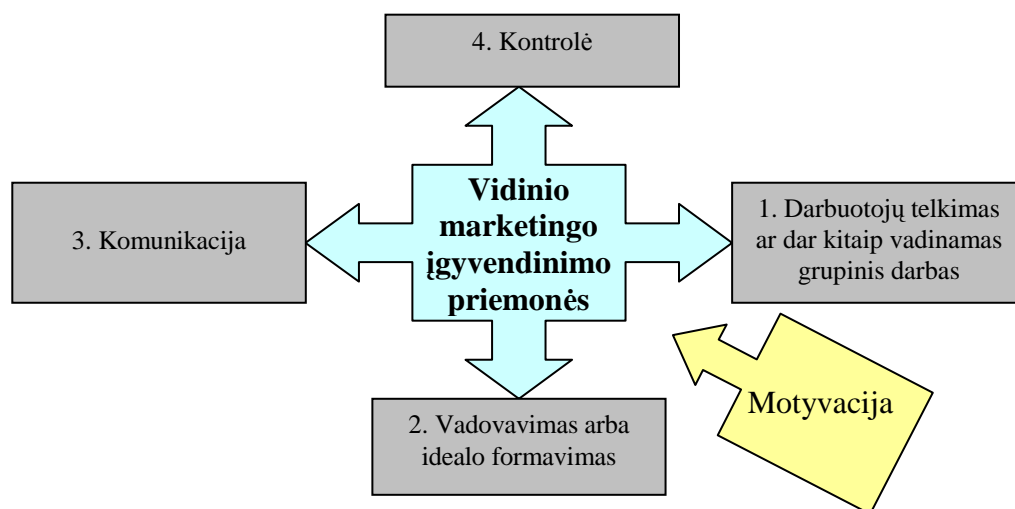 4. Kontrolė
Vidinio
marketingo
įgyvendinimo
priemonės
3. Komunikacija
1. Darbuotojų telkimas
ar dar kitaip vadinamas
grupinis darbas
2. Vadovavimas arba
idealo formavimas
Motyvacija